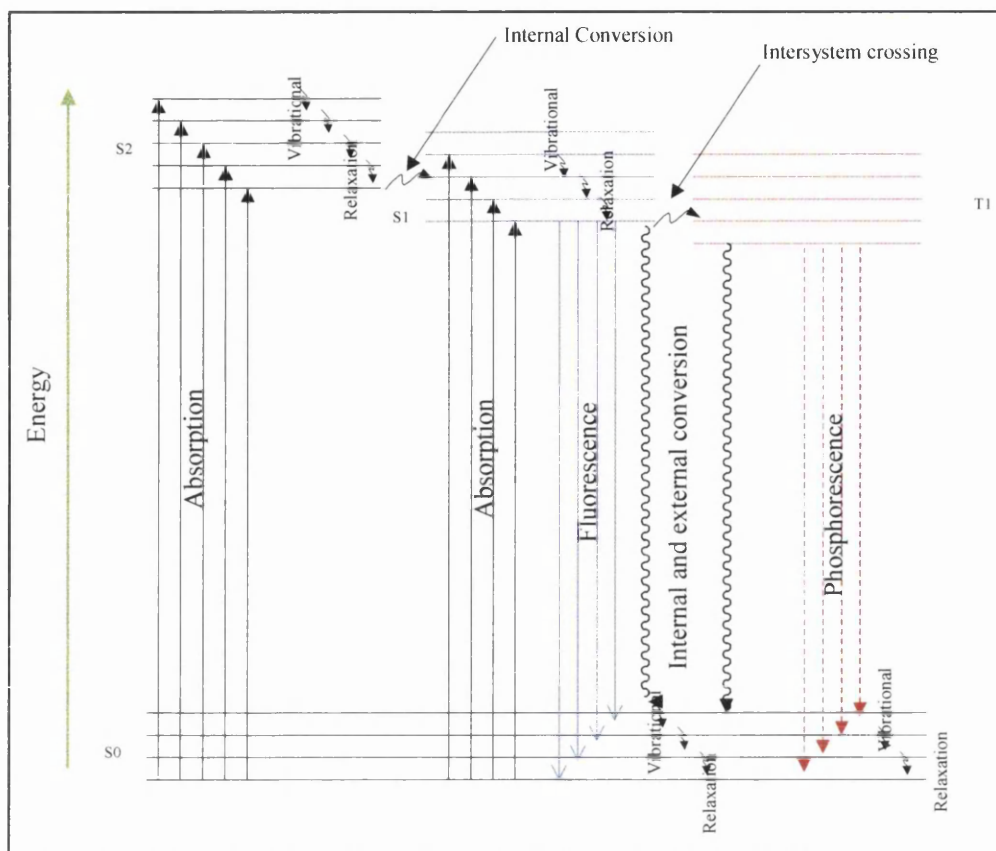 Internal Conversion
Intersystem crossing
Vibrational
Relaxation
S2
Vibrational
Relaxation
S1
T1
Energy
Absorption
Absorption
Fluorescence
Internal and external conversion
Phosphorescence
S0
Vibrational
Relaxation
Vibrational
Relaxation